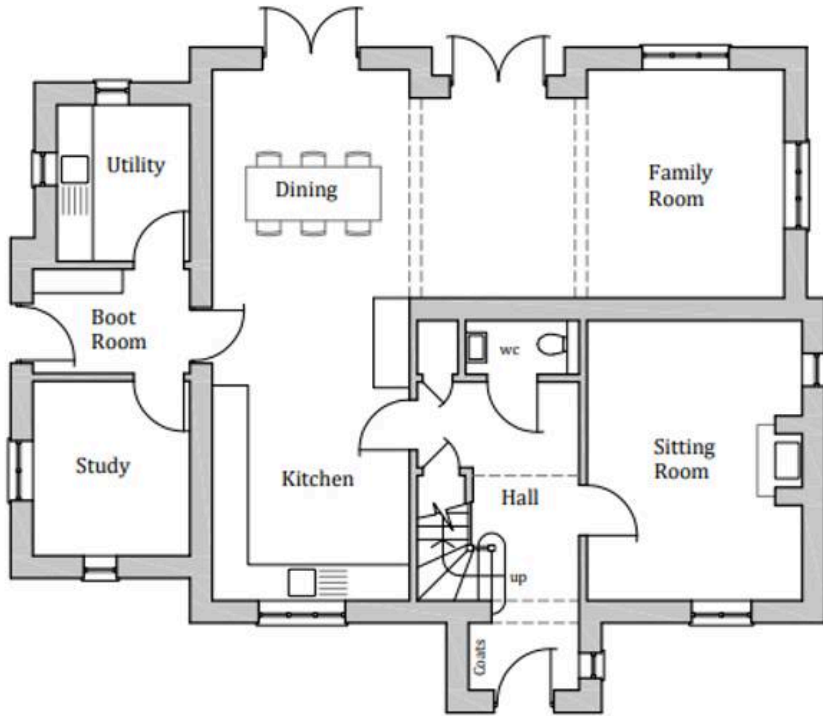 Utility
Dining
Family
Room
Boot
Room
wc
Study
Kitchen
Hall
Sitting
Room
up
Coats